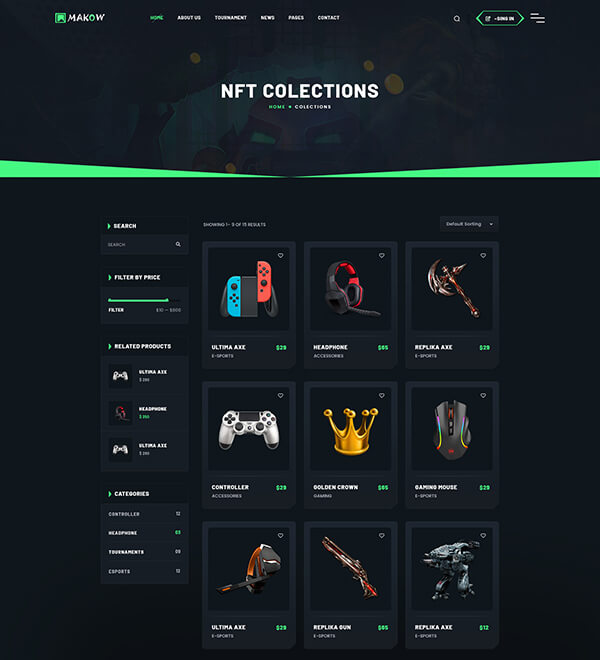 MAKOW
HOME ABOUT US TOURNAMENT NEWS PAGES CONTACT
~SING IN
NFT COLECTIONS
HOME COLECTIONS
SEARCH
SEARCH
FILTER BY PRICE
FILTER $10 — $500
RELATED PRODUCTS
ULTIMA AXE
$ 250
HEADPHONE
$ 350
ULTIMA AXE
$ 250
CATEGORIES
CONTROLLER 12
HEADPHONE 03
TOURNAMENTS 09
CSPORTS 13
SHOWING 1– 9 OF 15 RESULTS
Default Sorting
ULTIMA AXE $29
E-SPORTS
HEADPHONE $65
ACCESSORIES
REPLIKA AXE $29
E-SPORTS
CONTROLLER $29
ACCESSORIES
GOLDEN CROWN $65
GAMING
GAMING MOUSE $29
E-SPORTS
ULTIMA AXE $29
E-SPORTS
REPLIKA GUN $65
E-SPORTS
REPLIKA AXE $12
E-SPORTS